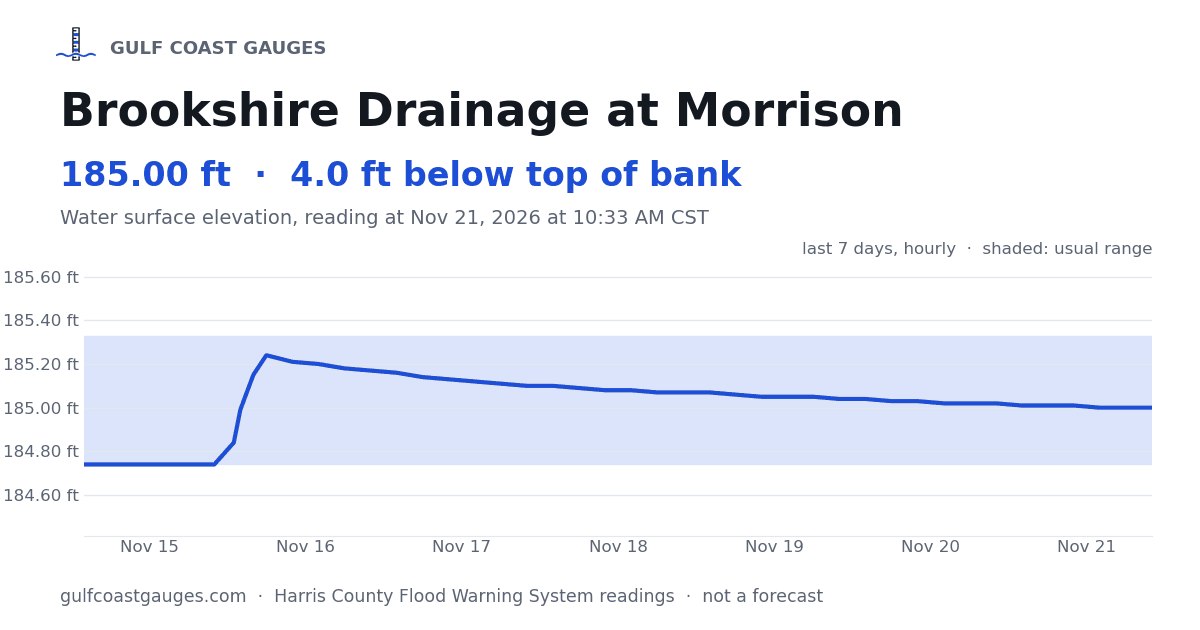 GULF COAST GAUGES
Brookshire Drainage at Morrison
185.00 ft · 4.0 ft below top of bank
Water surface elevation, reading at Nov 21, 2026 at 10:33 AM CST
last 7 days, hourly · shaded: usual range
185.60 ft
185.40 ft
185.20 ft
185.00 ft
184.80 ft
184.60 ft
Nov 15 Nov 16 Nov 17 Nov 18 Nov 19 Nov 20 Nov 21
gulfcoastgauges.com · Harris County Flood Warning System readings · not a forecast